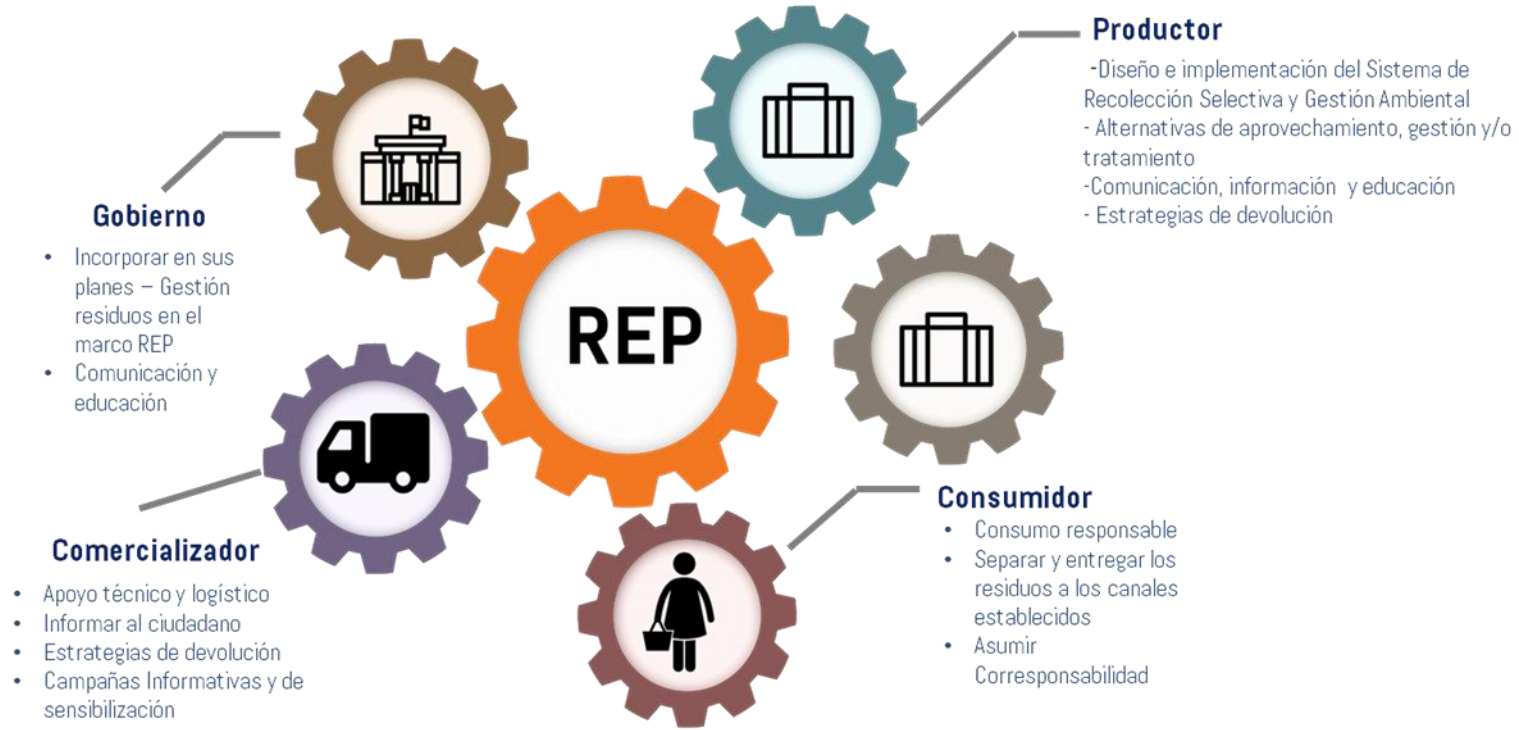 Productor
-Diseño e implementación del Sistema de
Recolección Selectiva y Gestión Ambiental
- Alternativas de aprovechamiento, gestión y/o
tratamiento
-Comunicación, información y educación
- Estrategias de devolución
Gobierno
• Incorporar en sus
planes – Gestión
residuos en el
marco REP
• Comunicación y
educación
REP
Comercializador
• Apoyo técnico y logístico
• Informar al ciudadano
• Estrategias de devolución
• Campañas Informativas y de
sensibilización
Consumidor
• Consumo responsable
• Separar y entregar los
residuos a los canales
establecidos
• Asumir
Corresponsabilidad